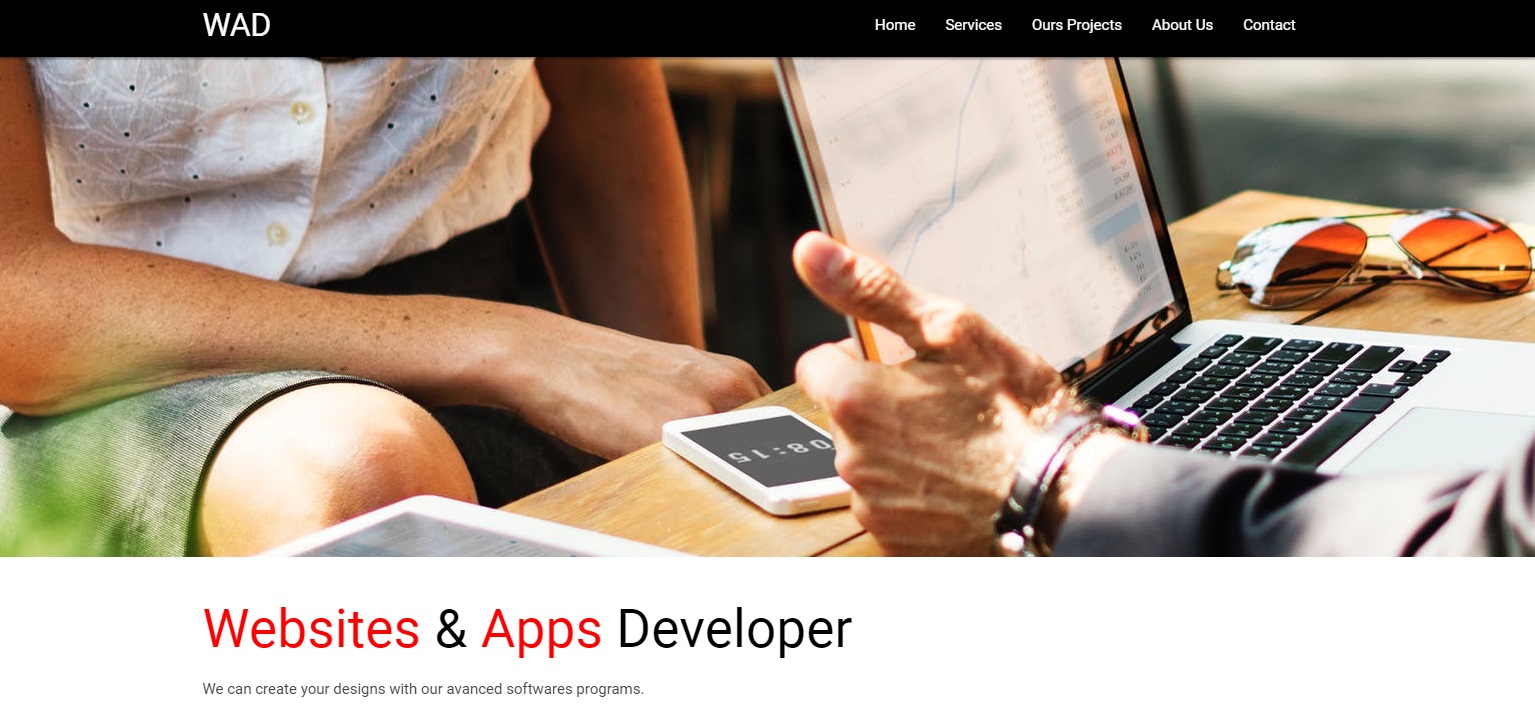 WAD
Home Services Ours Projects About Us Contact
08:15
Websites & Apps Developer
We can create your designs with our avanced softwares programs.